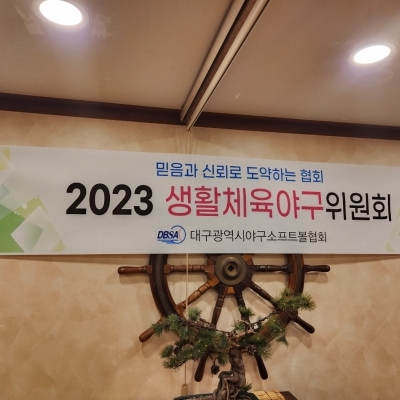 믿음과 신뢰로 도약하는 협회
2023 생활체육야구위원회
DBSA 대구광역시야구소프트볼협회